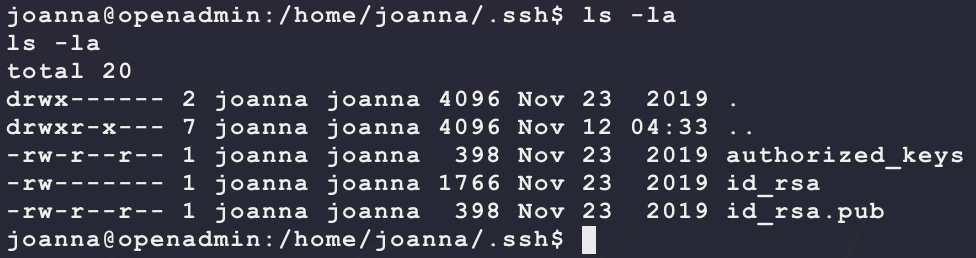 joanna@openadmin:/home/joanna/.ssh$ ls -la
ls -la
total 20
drwx------ 2 joanna joanna 4096 Nov 23  2019 .
drwxr-x--- 7 joanna joanna 4096 Nov 12 04:33 ..
-rw-r--r-- 1 joanna joanna  398 Nov 23  2019 authorized_keys
-rw------- 1 joanna joanna 1766 Nov 23  2019 id_rsa
-rw-r--r-- 1 joanna joanna  398 Nov 23  2019 id_rsa.pub
joanna@openadmin:/home/joanna/.ssh$